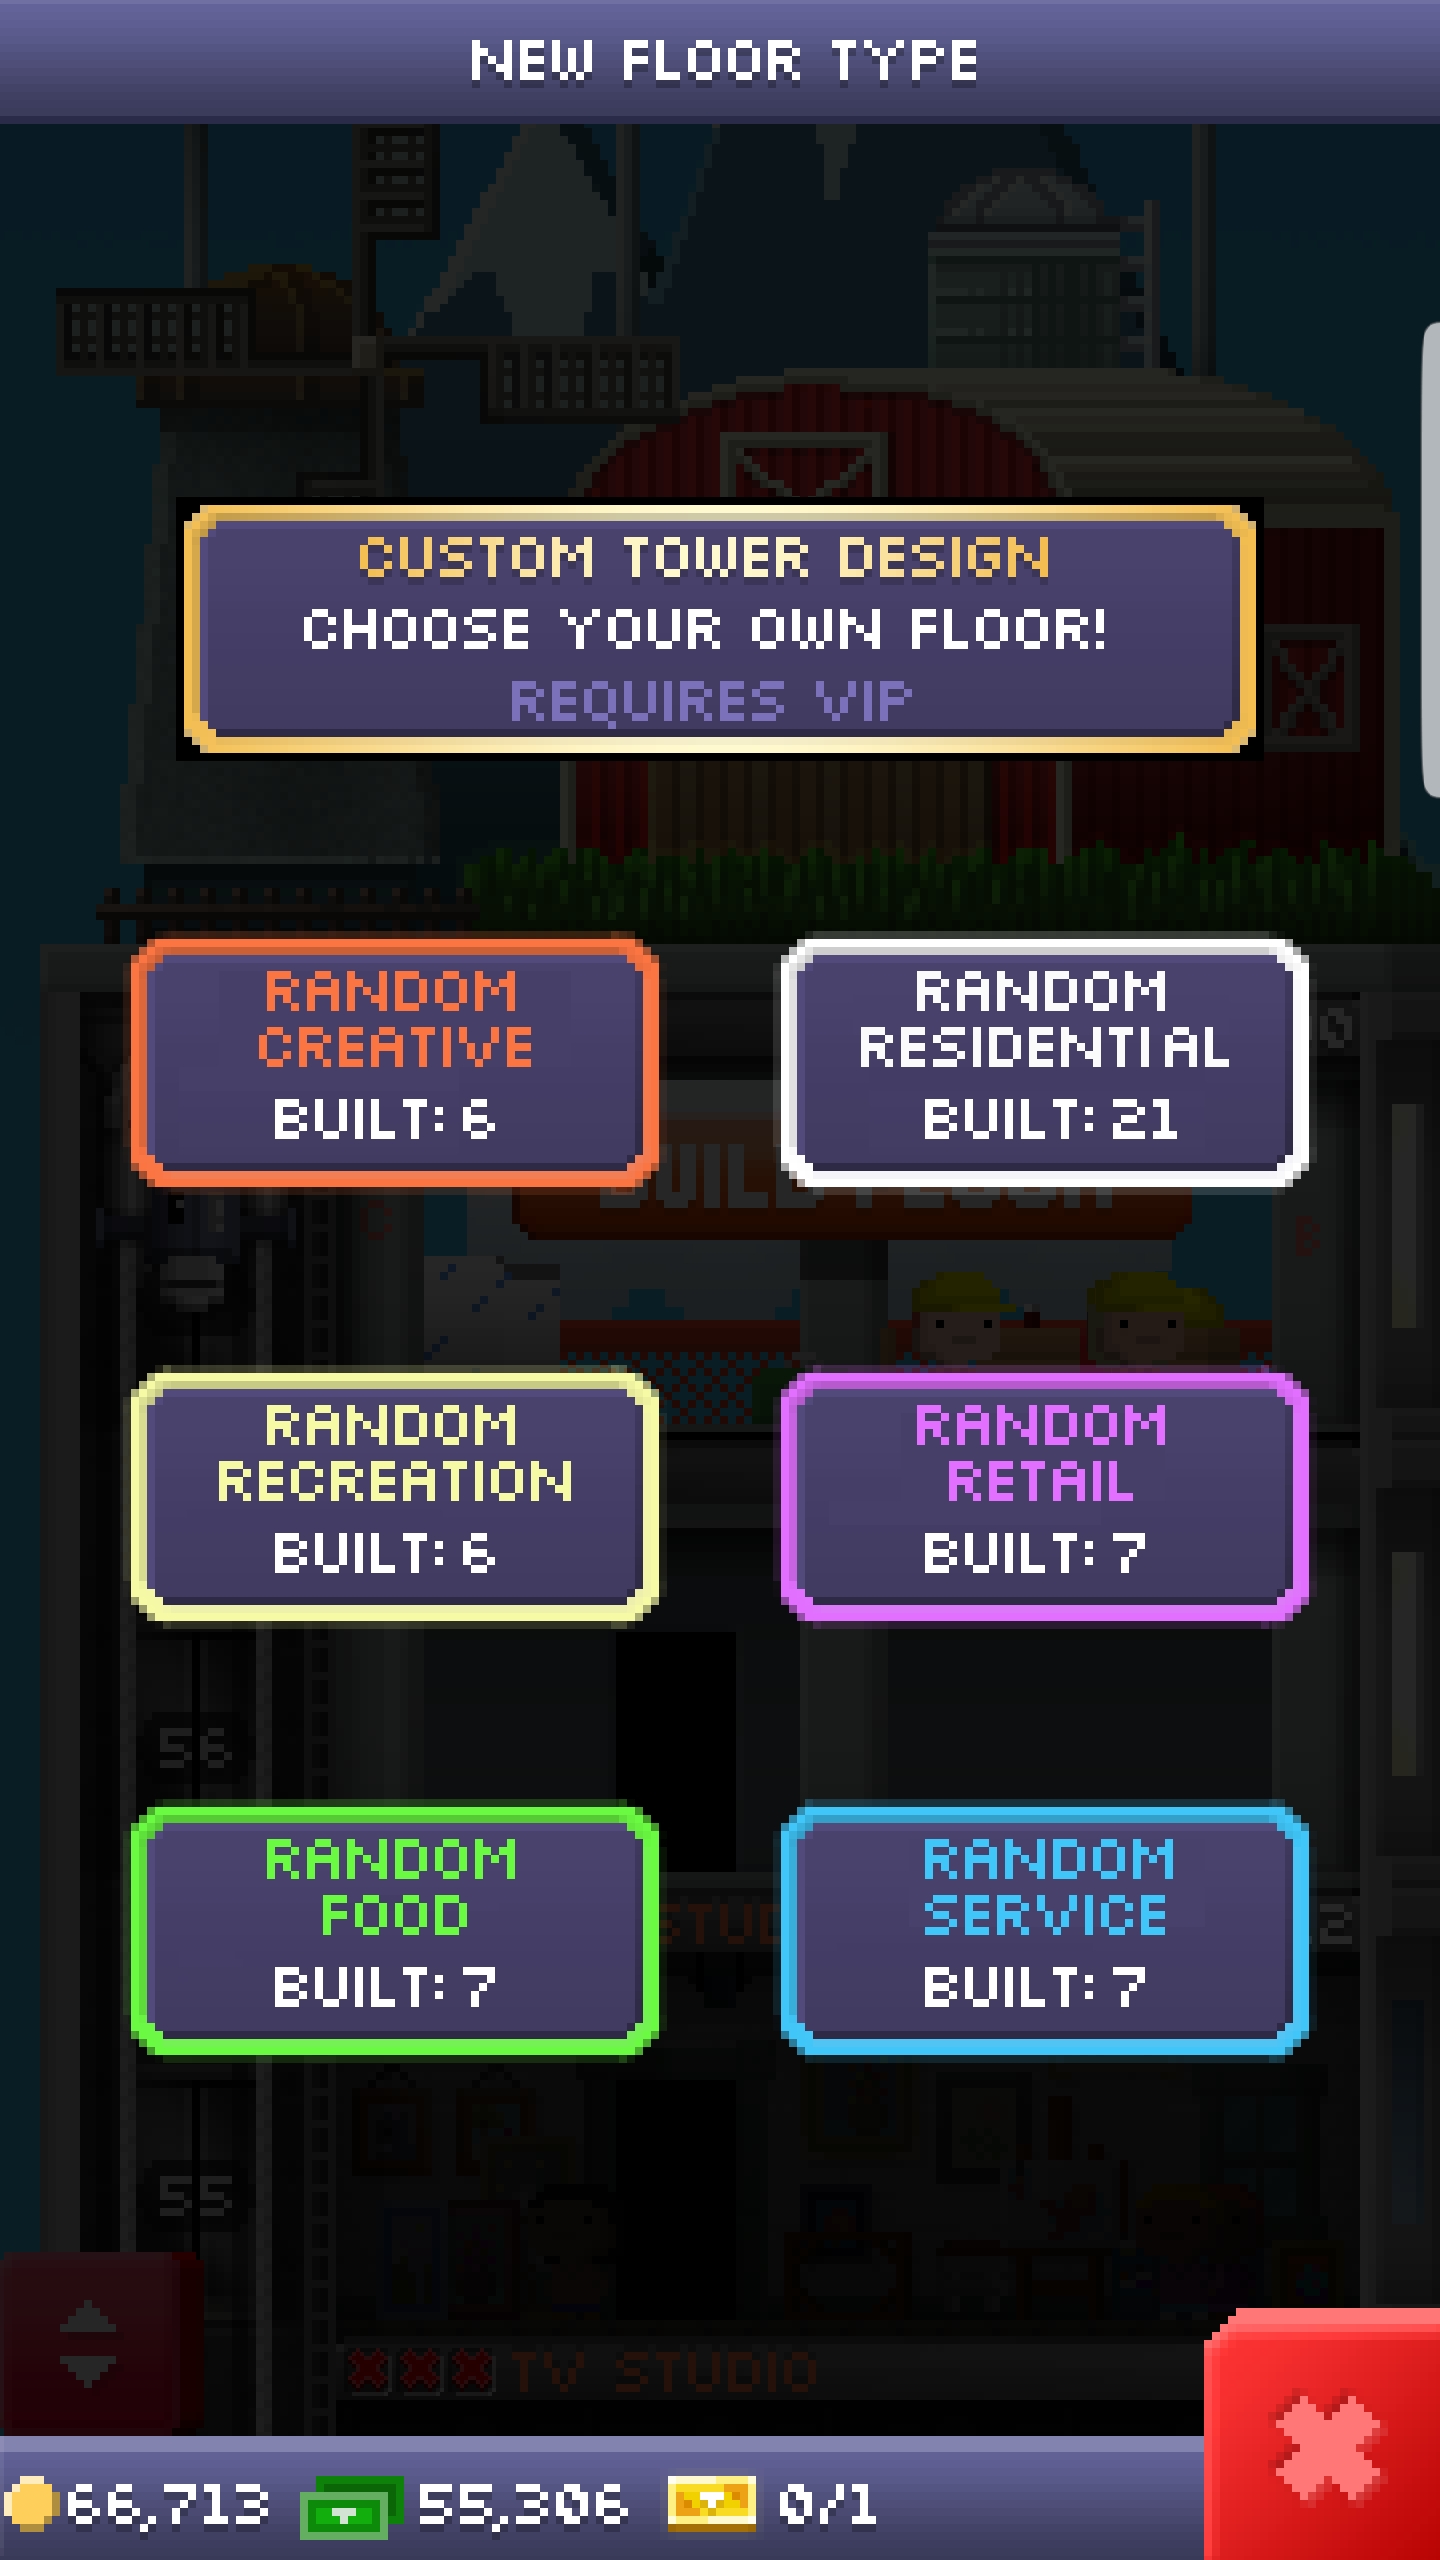 NEW FLOOR TYPE
CUSTOM TOWER DESIGN
CHOOSE YOUR OWN FLOOR!
REQUIRES VIP
RANDOM
CREATIVE
BUILT: 6
RANDOM
RESIDENTIAL
BUILT: 21
BUILD FLOOR
RANDOM
RECREATION
BUILT: 6
RANDOM
RETAIL
BUILT: 7
56
RANDOM
FOOD
BUILT: 7
RANDOM
SERVICE
BUILT: 7
55
TV STUDIO
66,713
55,306
0/1